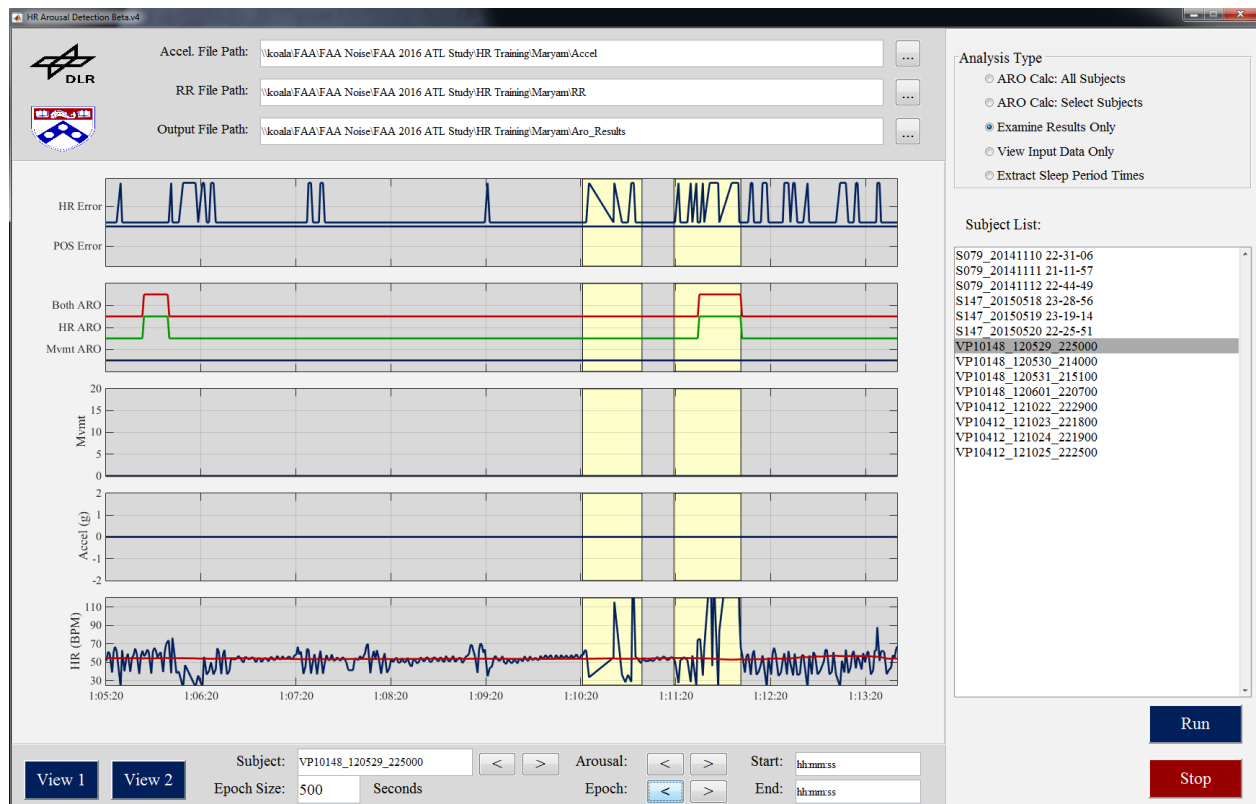 HR Arousal Detection Beta.v4
DLR
Accel. File Path:
\\koala\FAA\FAA Noise\FAA 2016 ATL Study\HR Training\Maryam\Accel
...
RR File Path:
\\koala\FAA\FAA Noise\FAA 2016 ATL Study\HR Training\Maryam\RR
...
Output File Path:
\\koala\FAA\FAA Noise\FAA 2016 ATL Study\HR Training\Maryam\Aro_Results
...
Analysis Type
ARO Calc: All Subjects
ARO Calc: Select Subjects
Examine Results Only
View Input Data Only
Extract Sleep Period Times
HR Error
POS Error
Both ARO
HR ARO
Mvmt ARO
Mvmt
20
15
10
5
0
Accel (g)
2
1
0
-1
-2
HR (BPM)
110
90
70
50
30
1:05:20 1:06:20 1:07:20 1:08:20 1:09:20 1:10:20 1:11:20 1:12:20 1:13:20
Subject List:
S079_20141110 22-31-06
S079_20141111 21-11-57
S079_20141112 22-44-49
S147_20150518 23-28-56
S147_20150519 23-19-14
S147_20150520 22-25-51
VP10148_120529_225000
VP10148_120530_214000
VP10148_120531_215100
VP10148_120601_220700
VP10412_121022_222900
VP10412_121023_221800
VP10412_121024_221900
VP10412_121025_222500
Run
Stop
View 1
View 2
Subject:
VP10148_120529_225000
< >
Arousal:
< >
Start:
hh:mm:ss
Epoch Size:
500
Seconds
Epoch:
< >
End:
hh:mm:ss